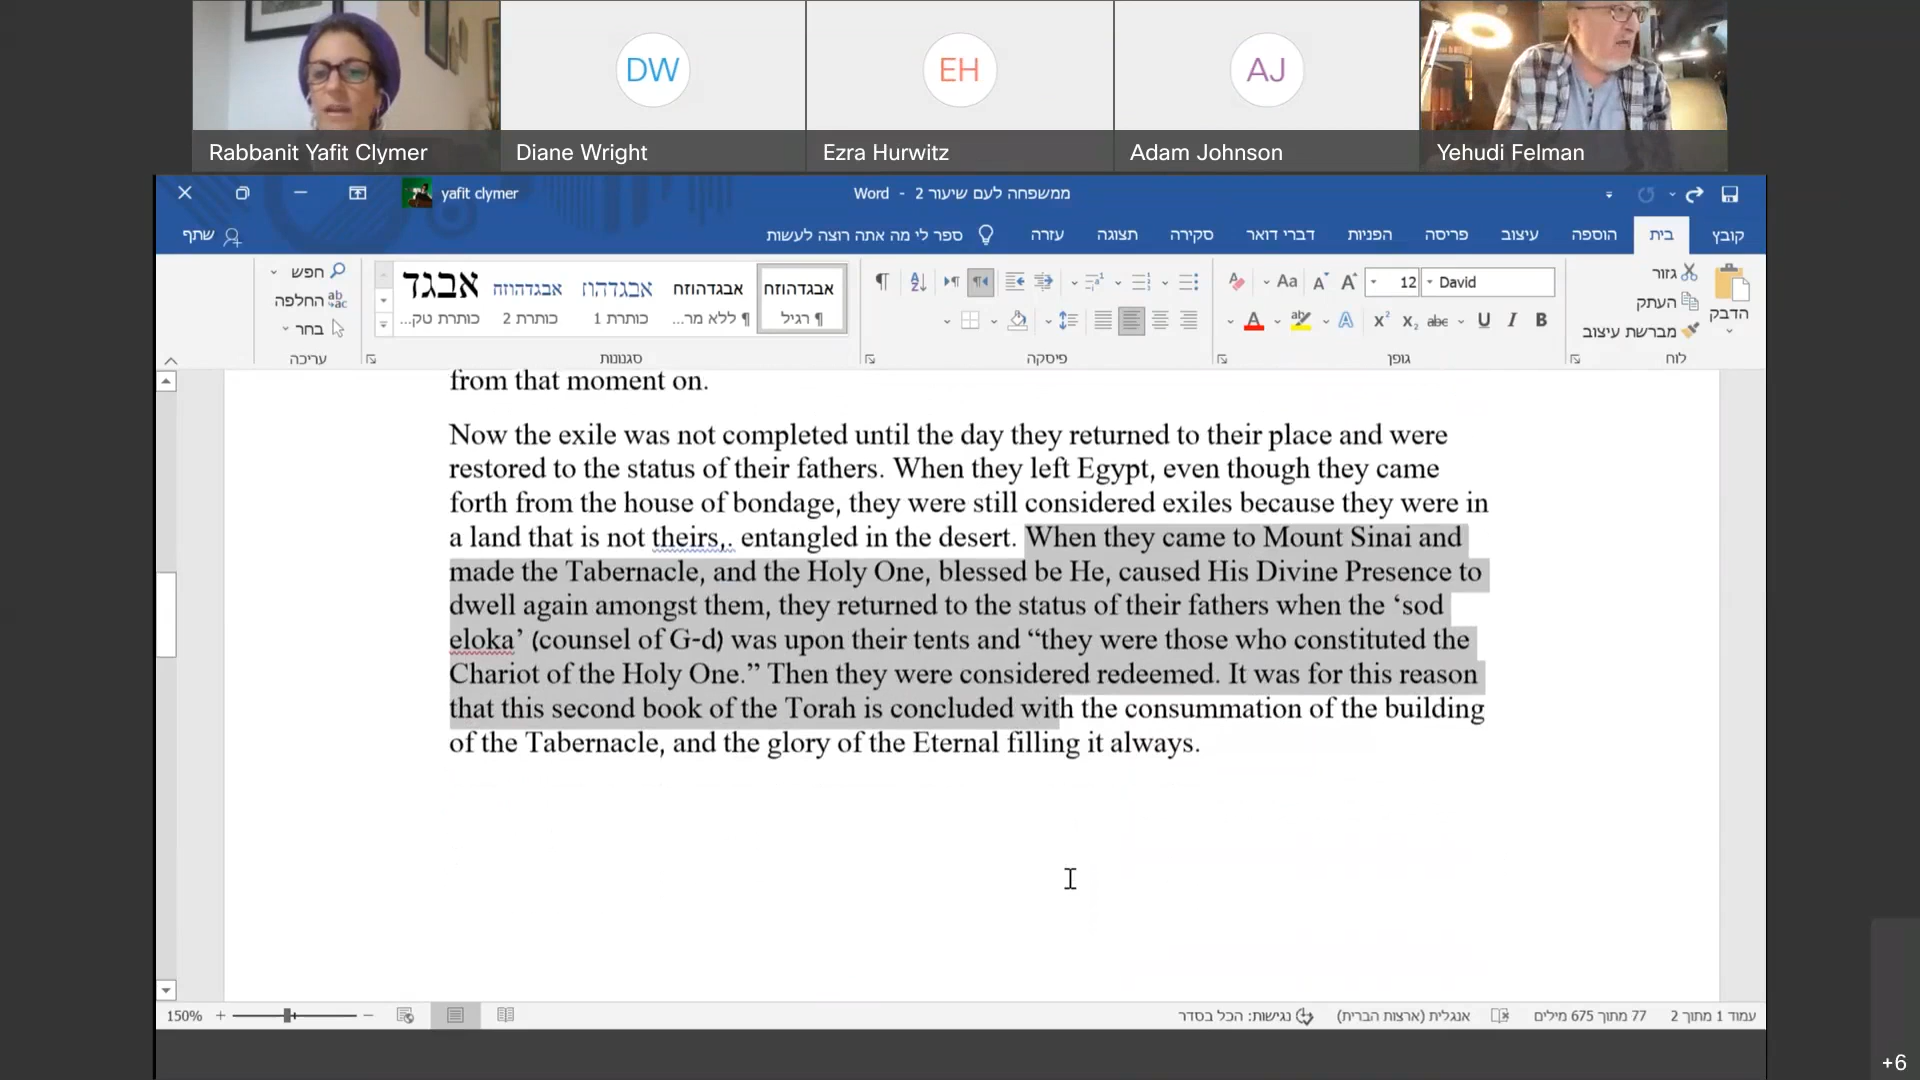 DW
EH
AJ
Rabbanit Yafit Clymer
Diane Wright
Ezra Hurwitz
Adam Johnson
Yehudi Felman
yafit clymer
ממשפחה לעם שיעור 2 - Word
קובץ
בית
הוספה
עיצוב
פריסה
הפניות
דברי דואר
סקירה
תצוגה
עזרה
ספר לי מה אתה רוצה לעשות
שתף
הדבק
גזור
העתק
מברשת עיצוב
לוח
David
12
Aa
גופן
פיסקה
אבגדהוזח
רגיל
אבגדהוזח
ללא מר...
אבגדהוז
כותרת 1
אבגדהוזח
כותרת 2
אבגד
כותרת טק...
סגנונות
חפש
החלפה
בחר
עריכה
from that moment on.
Now the exile was not completed until the day they returned to their place and were
restored to the status of their fathers. When they left Egypt, even though they came
forth from the house of bondage, they were still considered exiles because they were in
a land that is not theirs,. entangled in the desert. When they came to Mount Sinai and
made the Tabernacle, and the Holy One, blessed be He, caused His Divine Presence to
dwell again amongst them, they returned to the status of their fathers when the ‘sod
eloka’ (counsel of G-d) was upon their tents and “they were those who constituted the
Chariot of the Holy One.” Then they were considered redeemed. It was for this reason
that this second book of the Torah is concluded with the consummation of the building
of the Tabernacle, and the glory of the Eternal filling it always.
עמוד 1 מתוך 2
77 מתוך 675 מילים
אנגלית (ארצות הברית)
נגישות: הכל בסדר
150%
+6